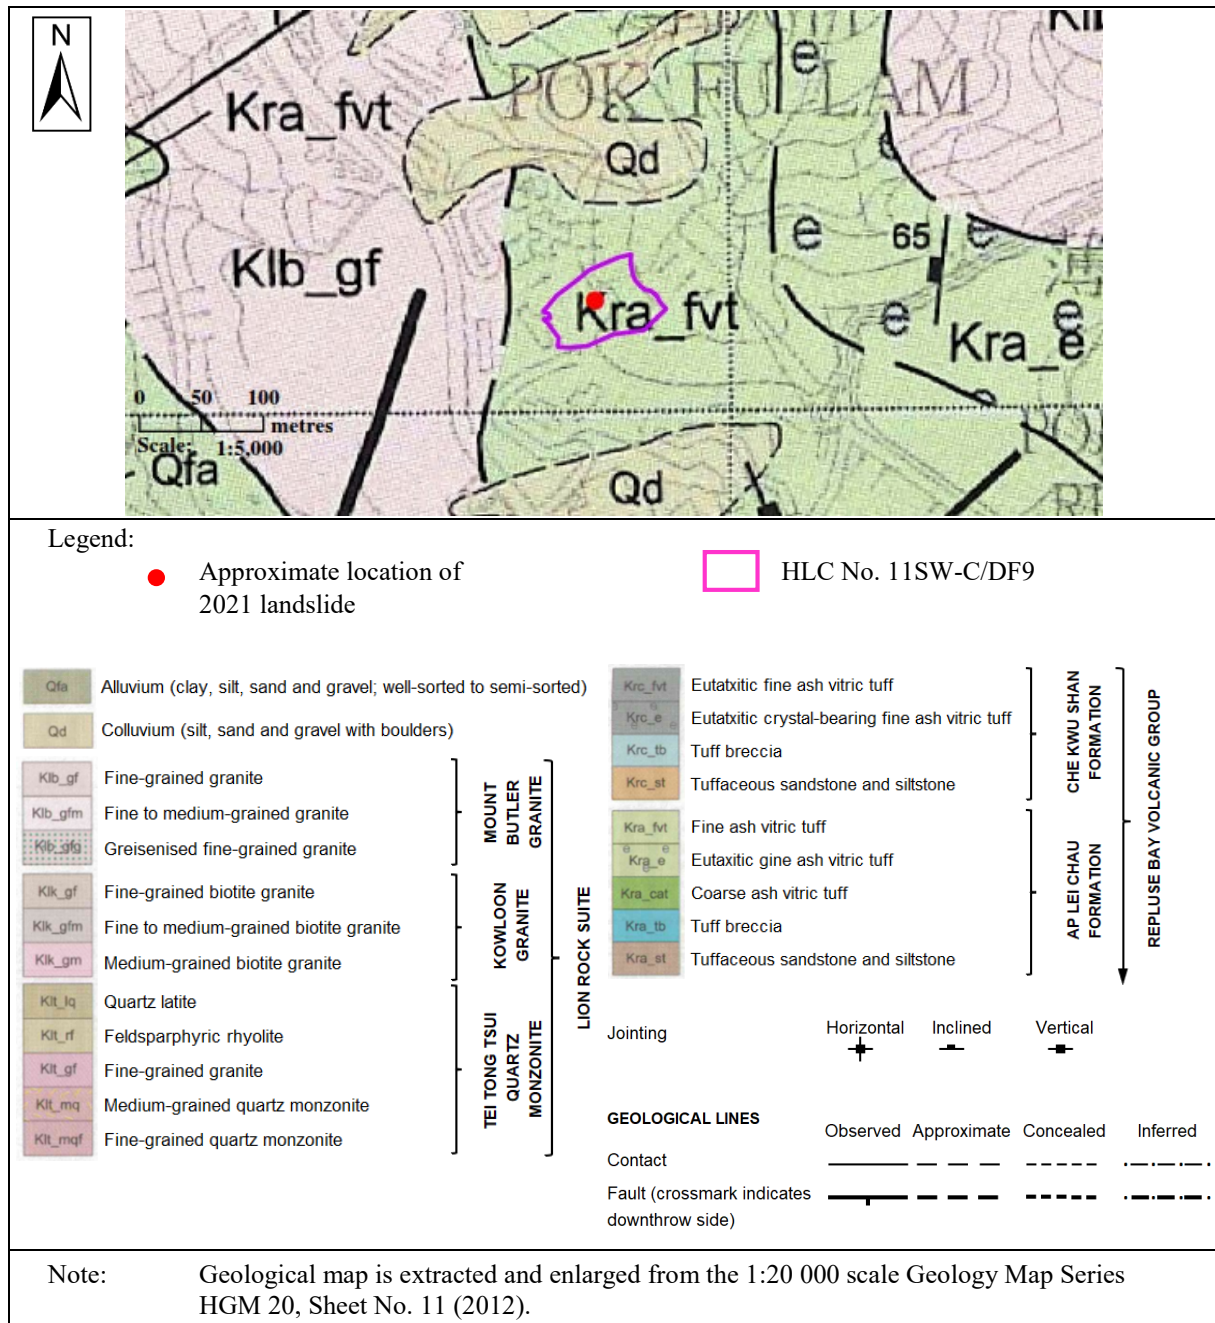 N
Kra_fvt
POK FU LAM
e
Qd
e
Klb_gf
e
65
e
Kra_fvt
e
e
Kra_e
e
0 50 100
metres
Scale: 1:5,000
Qfa
Qd
Legend:
Approximate location of
2021 landslide
HLC No. 11SW-C/DF9
Qfa Alluvium (clay, silt, sand and gravel; well-sorted to semi-sorted)
Qd Colluvium (silt, sand and gravel with boulders)
Klb_gf Fine-grained granite
Klb_gfm Fine to medium-grained granite
Klb_gfg Greisenised fine-grained granite
MOUNT
BUTLER
GRANITE
Klk_gf Fine-grained biotite granite
Klk_gfm Fine to medium-grained biotite granite
Klk_gm Medium-grained biotite granite
KOWLOON
GRANITE
Klt_lq Quartz latite
Klt_rf Feldsparphyric rhyolite
Klt_gf Fine-grained granite
Klt_mq Medium-grained quartz monzonite
Klt_mqf Fine-grained quartz monzonite
TEI TONG TSUI
QUARTZ
MONZONITE
LION ROCK SUITE
Krc_fvt Eutatxitic fine ash vitric tuff
Krc_e Eutatxitic crystal-bearing fine ash vitric tuff
Krc_tb Tuff breccia
Krc_st Tuffaceous sandstone and siltstone
CHE KWU SHAN
FORMATION
Kra_fvt Fine ash vitric tuff
Kra_e Eutaxitic gine ash vitric tuff
Kra_cat Coarse ash vitric tuff
Kra_tb Tuff breccia
Kra_st Tuffaceous sandstone and siltstone
AP LEI CHAU
FORMATION
REPLUSE BAY VOLCANIC GROUP
Jointing
Horizontal Inclined Vertical
GEOLOGICAL LINES
Observed Approximate Concealed Inferred
Contact
Fault (crossmark indicates
downthrow side)
Note: Geological map is extracted and enlarged from the 1:20 000 scale Geology Map Series
HGM 20, Sheet No. 11 (2012).